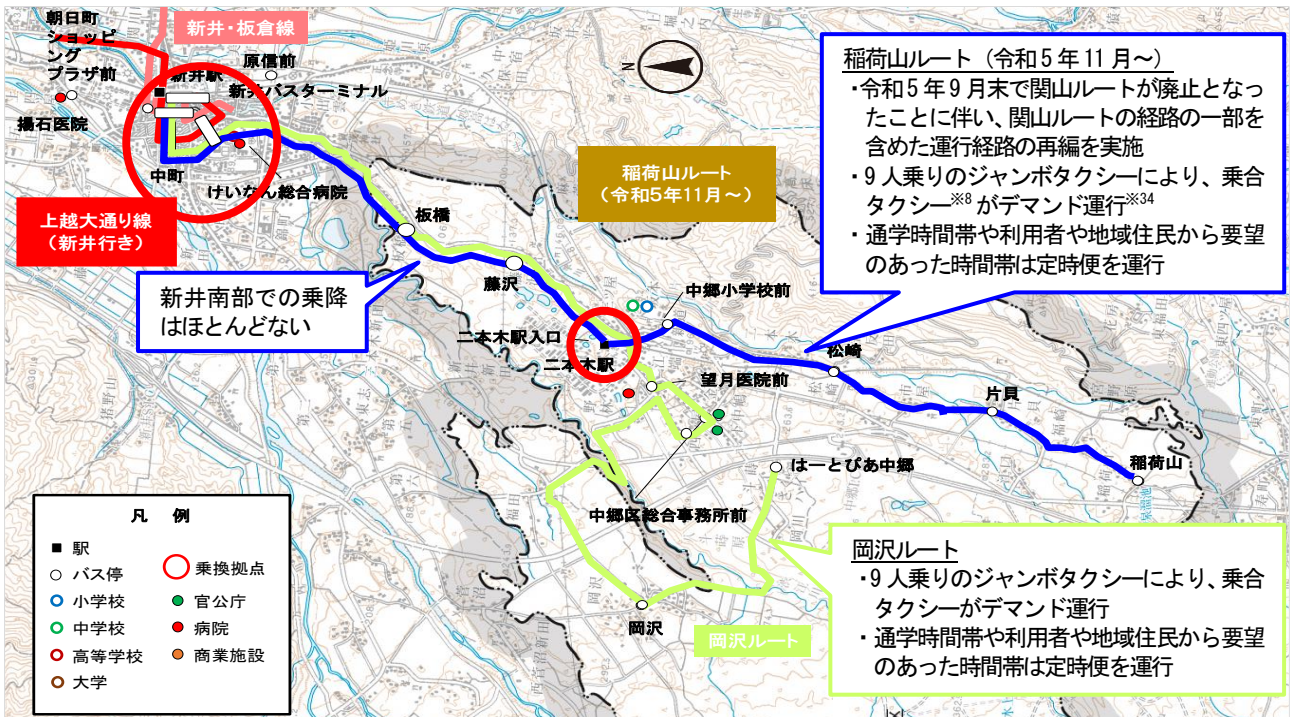 朝日町
ショッピ
ング
プラザ前
新井・板倉線
原信前
新井駅
新井バスターミナル
揚石医院
中町
けいなん総合病院
上越大通り線
(新井行き)
N
稲荷山ルート
(令和5年11月~)
板橋
藤沢
新井南部での乗降
はほとんどない
中郷小学校前
二本木駅入口
二本木駅
松崎
望月医院前
片貝
稲荷山
はーとぴあ中郷
中郷区総合事務所前
岡沢
岡沢ルート
稲荷山ルート(令和5年11月~)
・令和5年9月末で関山ルートが廃止となっ
たことに伴い、関山ルートの経路の一部を
含めた運行経路の再編を実施
・9人乗りのジャンボタクシーにより、乗合
タクシー※8がデマンド運行※34
・通学時間帯や利用者や地域住民から要望
のあった時間帯は定時便を運行
岡沢ルート
・9人乗りのジャンボタクシーにより、乗合
タクシーがデマンド運行
・通学時間帯や利用者や地域住民から要望
のあった時間帯は定時便を運行
凡 例
駅
バス停
乗換拠点
小学校
官公庁
中学校
病院
高等学校
商業施設
大学